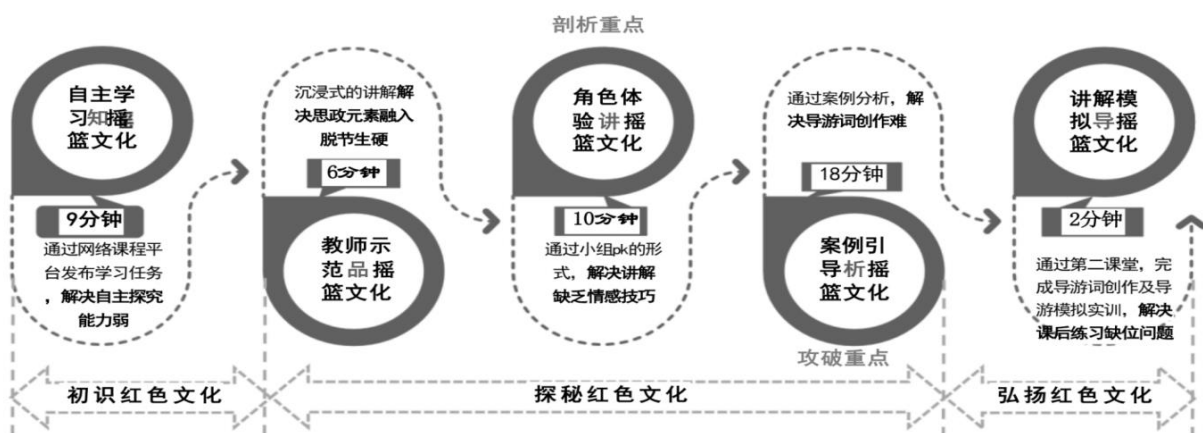 剖析重点
自主学
习知摇
篮文化
9分钟
通过网络课程平
台发布学习任务
，解决自主探究
能力弱
沉浸式的讲解解
决思政元素融入
脱节生硬
6分钟
教师示
范品摇
篮文化
角色体
验讲摇
篮文化
10分钟
通过小组pk的形
式，解决讲解
缺乏情感技巧
通过案例分析，解
决导游词创作难
18分钟
案例引
导析摇
篮文化
攻破重点
讲解模
拟导摇
篮文化
2分钟
通过第二课堂，完
成导游词创作及导
游模拟实训，解决
课后练习缺位问题
初识红色文化
探秘红色文化
弘扬红色文化